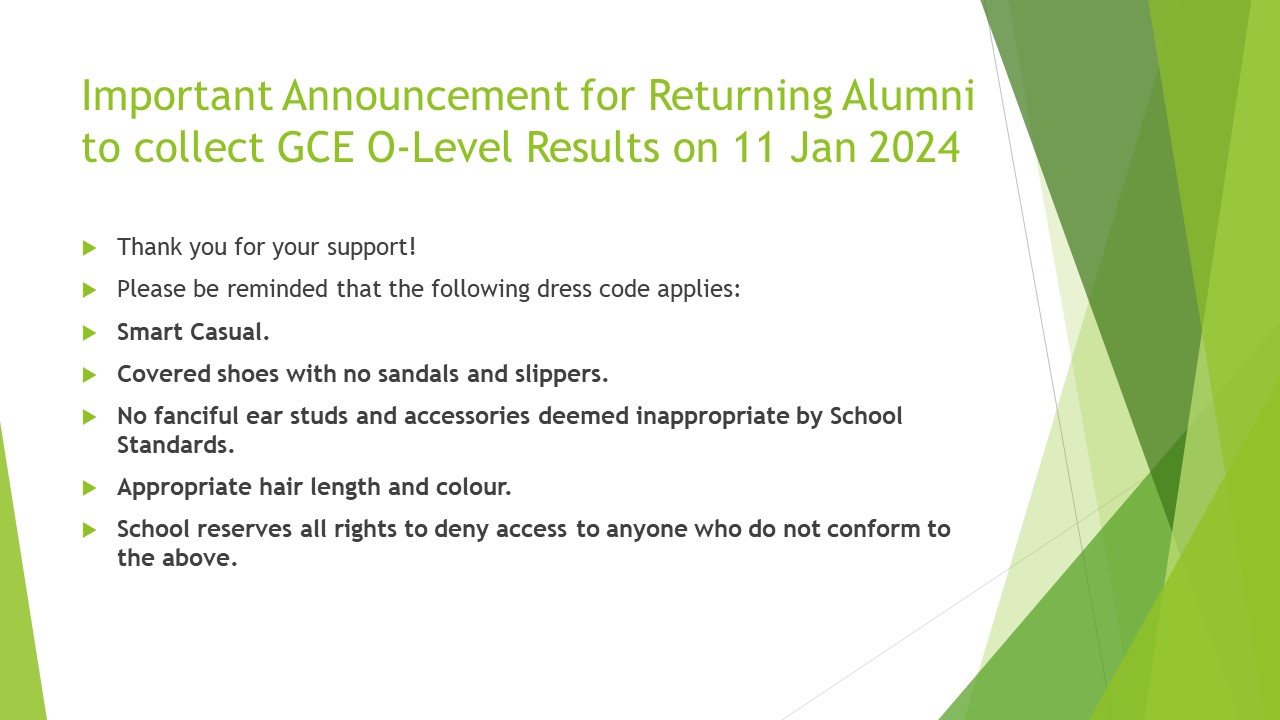 Important Announcement for Returning Alumni
to collect GCE O-Level Results on 11 Jan 2024
Thank you for your support!
Please be reminded that the following dress code applies:
Smart Casual.
Covered shoes with no sandals and slippers.
No fanciful ear studs and accessories deemed inappropriate by School
Standards.
Appropriate hair length and colour.
School reserves all rights to deny access to anyone who do not conform to
the above.